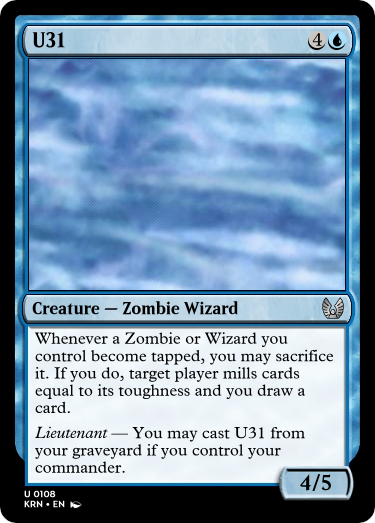 U31 4
Creature — Zombie Wizard
Whenever a Zombie or Wizard you
control become tapped, you may sacrifice
it. If you do, target player mills cards
equal to its toughness and you draw a
card.
Lieutenant — You may cast U31 from
your graveyard if you control your
commander.
4/5
U 0108
KRN • EN